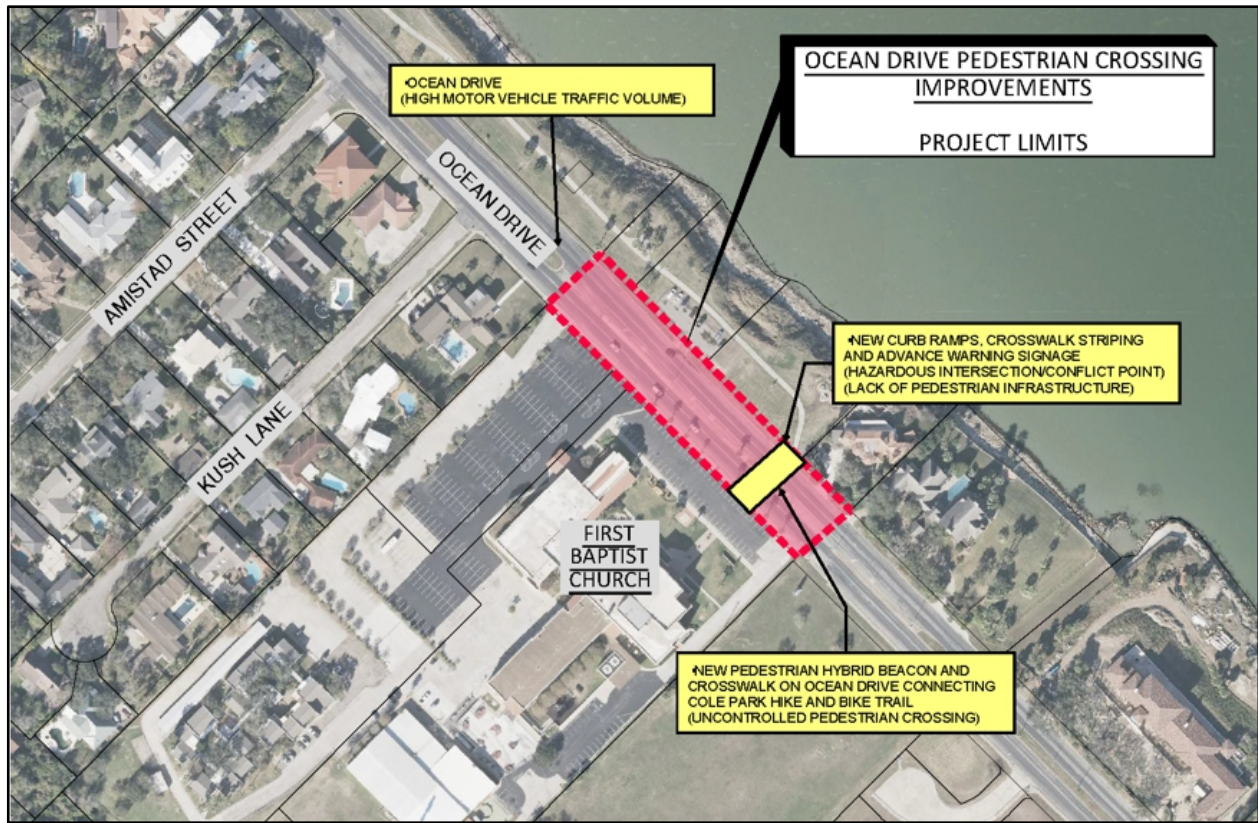 OCEAN DRIVE PEDESTRIAN CROSSING
IMPROVEMENTS
PROJECT LIMITS
•OCEAN DRIVE
(HIGH MOTOR VEHICLE TRAFFIC VOLUME)
OCEAN DRIVE
AMISTAD STREET
KUSH LANE
•NEW CURB RAMPS, CROSSWALK STRIPING
AND ADVANCE WARNING SIGNAGE
(HAZARDOUS INTERSECTION/CONFLICT POINT)
(LACK OF PEDESTRIAN INFRASTRUCTURE)
FIRST
BAPTIST
CHURCH
•NEW PEDESTRIAN HYBRID BEACON AND
CROSSWALK ON OCEAN DRIVE CONNECTING
COLE PARK HIKE AND BIKE TRAIL
(UNCONTROLLED PEDESTRIAN CROSSING)